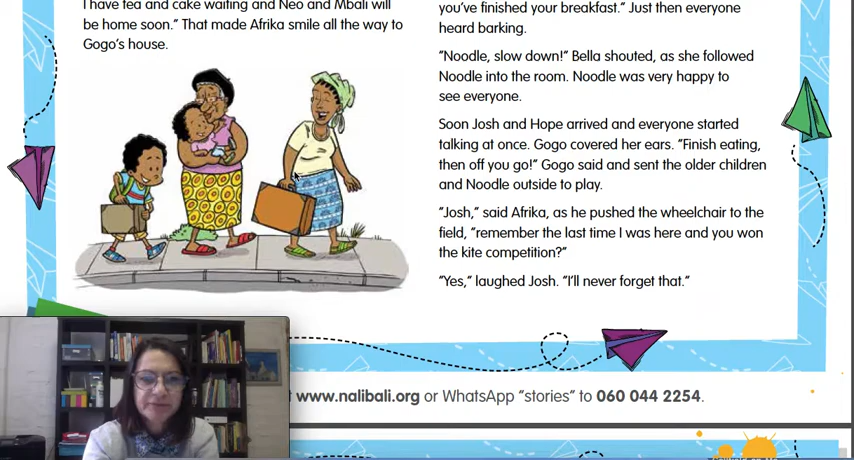 I have tea and cake waiting and Neo and Mbali will
be home soon.” That made Afrika smile all the way to
Gogo’s house.
you’ve finished your breakfast.” Just then everyone
heard barking.
“Noodle, slow down!” Bella shouted, as she followed
Noodle into the room. Noodle was very happy to
see everyone.
Soon Josh and Hope arrived and everyone started
talking at once. Gogo covered her ears. “Finish eating,
then off you go!” Gogo said and sent the older children
and Noodle outside to play.
“Josh,” said Afrika, as he pushed the wheelchair to the
field, “remember the last time I was here and you won
the kite competition?”
“Yes,” laughed Josh. “I’ll never forget that.”
www.nalibali.org or WhatsApp “stories” to 060 044 2254.